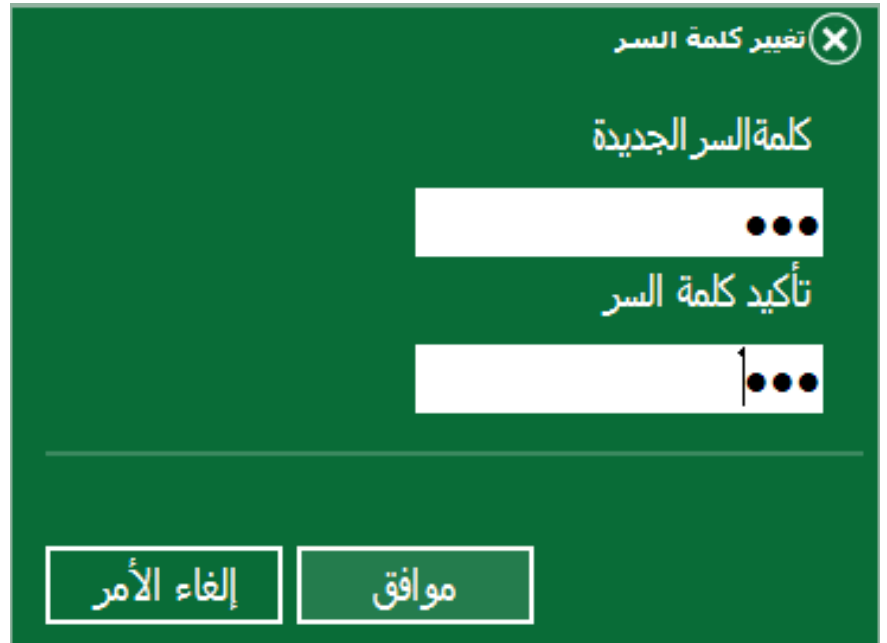 تغيير كلمة السر
كلمةالسر الجديدة
●●●
تأكيد كلمة السر
●●●
موافق إلغاء الأمر